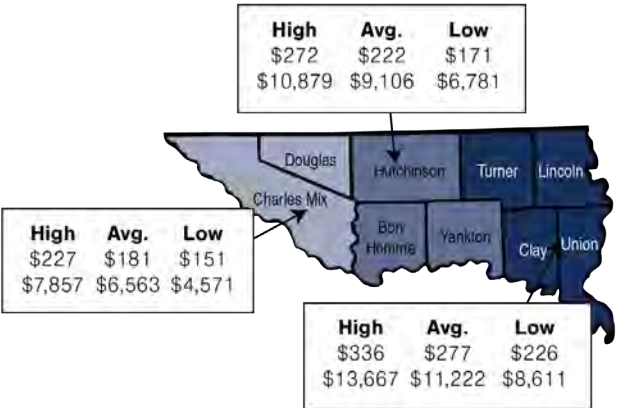 High Avg. Low
$272 $222 $171
$10,879 $9,106 $6,781
Douglas Hutchinson Turner Lincoln
Charles Mix
Bon Homme Yankton Clay Union
High Avg. Low
$227 $181 $151
$7,857 $6,563 $4,571
High Avg. Low
$336 $277 $226
$13,667 $11,222 $8,611